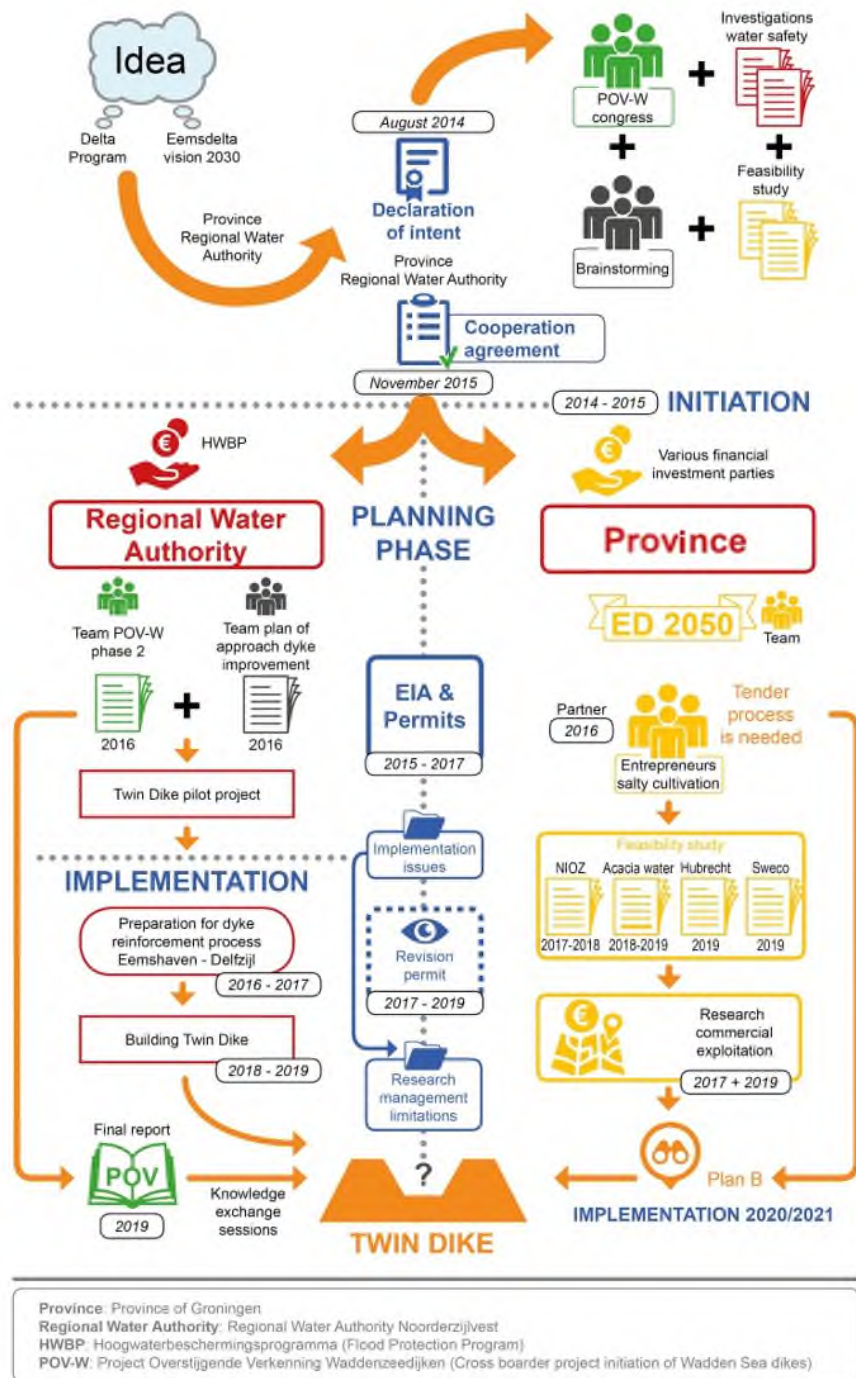 Idea
Delta
Program
Eemsdelta
vision 2030
Province
Regional Water
Authority
August 2014
Declaration
of intent
Province
Regional Water Authority
Cooperation
agreement
November 2015
POV-W
congress
+
Investigations
water safety
+
+
Feasibility
study
Brainstorming
+
2014 - 2015
INITIATION
€
HWBP
Regional Water
Authority
PLANNING
PHASE
€
Various financial
investment parties
Province
Team POV-W
phase 2
2016
+
Team plan of
approach dyke
improvement
2016
Twin Dike pilot project
EIA &
Permits
2015 - 2017
ED 2050
Team
Partner
2016
Entrepreneurs
salty cultivation
Tender
process
is needed
Implementation
issues
Feasibility study
NIOZ
Acacia water
Hubrecht
Sweco
2017-2018
2018-2019
2019
2019
IMPLEMENTATION
Preparation for dyke
reinforcement process
Eemshaven - Delfzijl
2016 - 2017
Building Twin Dike
2018 - 2019
Revision
permit
2017 - 2019
Research
management
limitations
€
Research
commercial
exploitation
2017 + 2019
Final report
POV
2019
Knowledge
exchange
sessions
?
TWIN DIKE
Plan B
IMPLEMENTATION 2020/2021
Province: Province of Groningen
Regional Water Authority: Regional Water Authority Noorderzijlvest
HWBP: Hoogwaterbeschermingsprogramma (Flood Protection Program)
POV-W: Project Overstijgende Verkenning Waddenzeedijken (Cross boarder project initiation of Wadden Sea dikes)